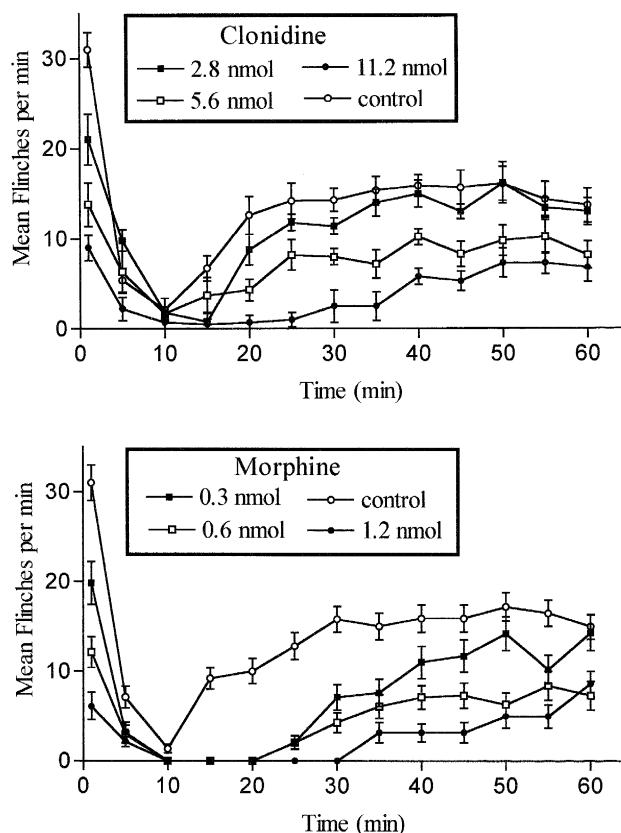 Clonidine
2.8 nmol 11.2 nmol
5.6 nmol control
30
20
10
0
Mean Flinches per min
0 10 20 30 40 50 60
Time (min)
Morphine
0.3 nmol control
0.6 nmol 1.2 nmol
30
20
10
0
Mean Flinches per min
0 10 20 30 40 50 60
Time (min)